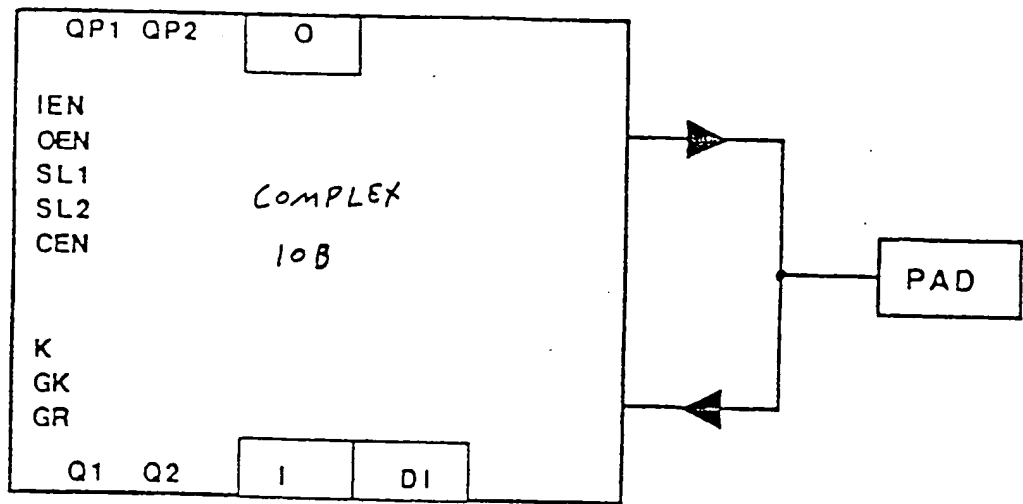 QP1 QP2 O
IEN
OEN
SL1
SL2
CEN
COMPLEX
IOB
PAD
K
GK
GR
Q1 Q2 I DI